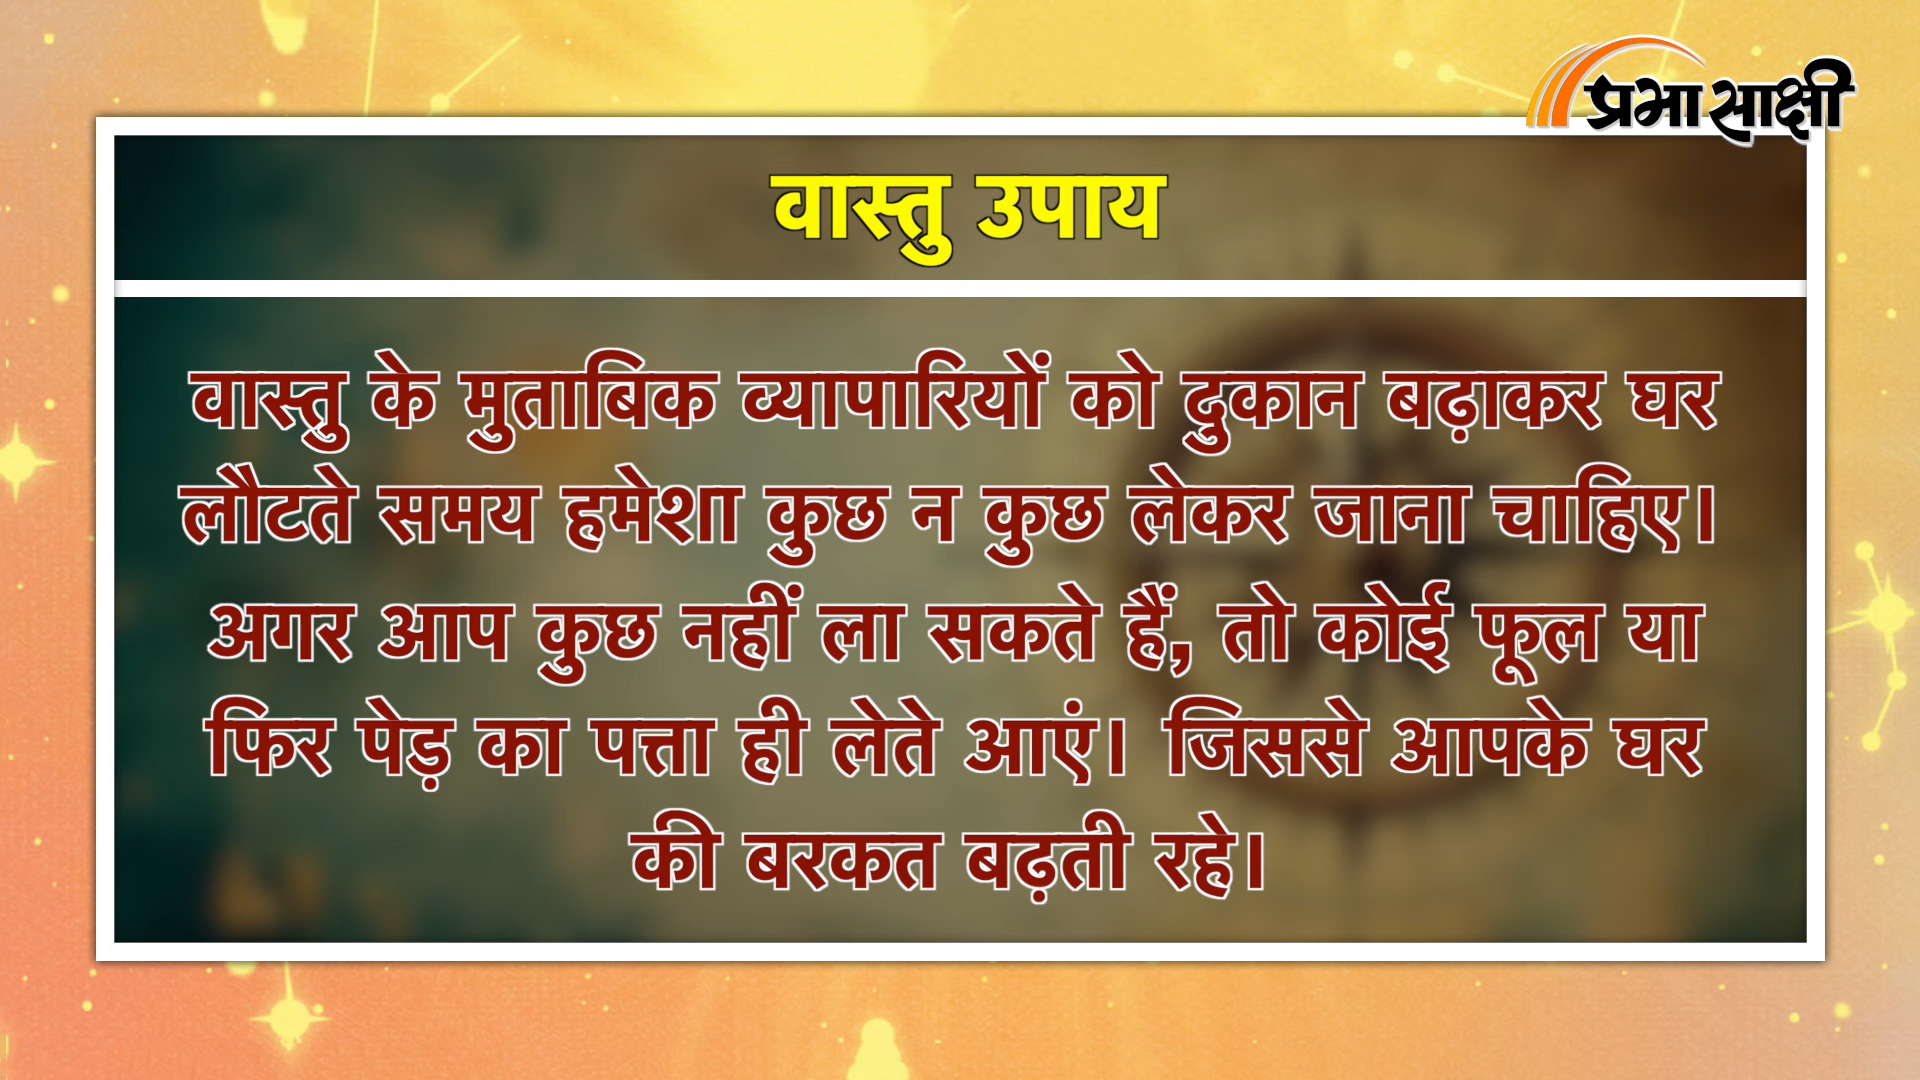 प्रभासाक्षी
वास्तु उपाय
वास्तु के मुताबिक व्यापारियों को दुकान बढ़ाकर घर
लौटते समय हमेशा कुछ न कुछ लेकर जाना चाहिए।
अगर आप कुछ नहीं ला सकते हैं, तो कोई फूल या
फिर पेड़ का पत्ता ही लेते आएं। जिससे आपके घर
की बरकत बढ़ती रहे।